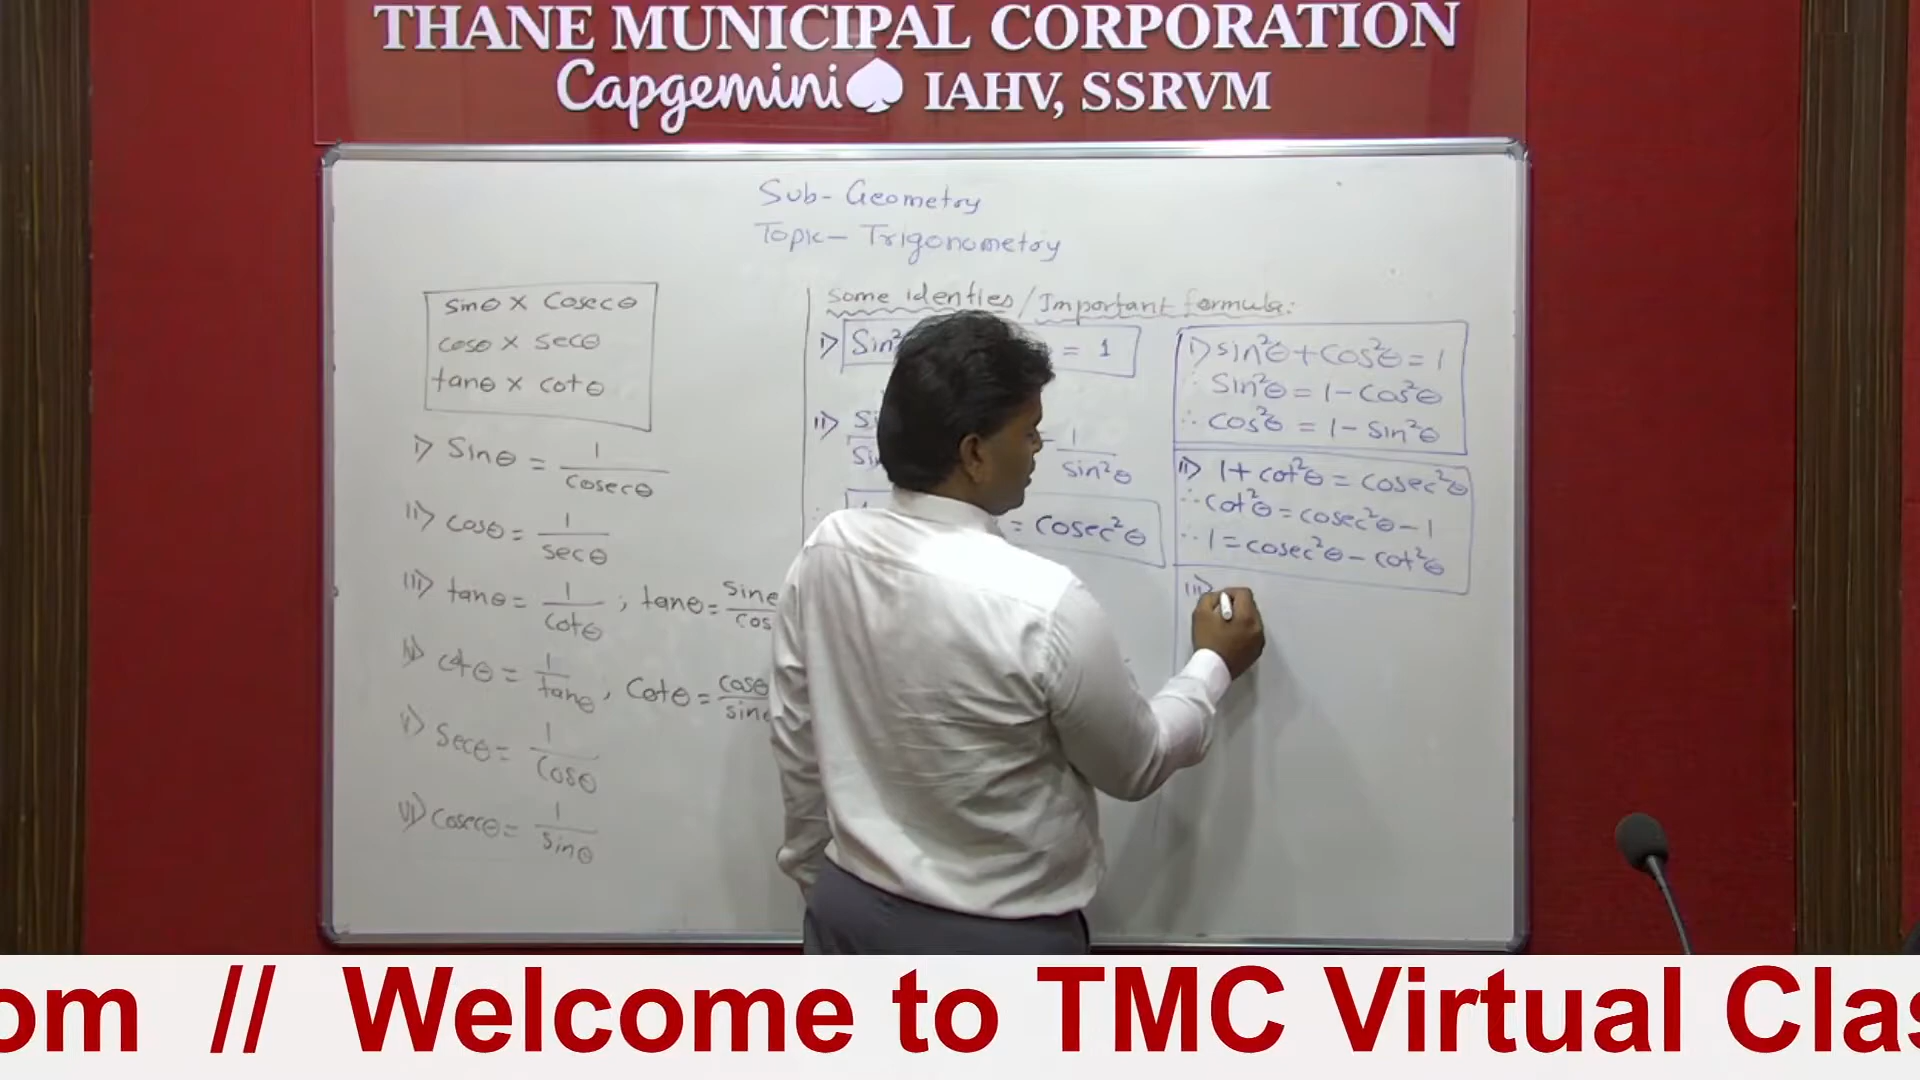 THANE MUNICIPAL CORPORATION
Capgemini IAHV, SSRVM
Sub- Geometry
Topic- Trigonometry
sinθ × Cosecθ
cosθ × secθ
tanθ × cotθ
i) Sinθ = 1/cosecθ
ii) cosθ = 1/secθ
iii) tanθ = 1/cotθ ; tanθ = sinθ/cos
iv) cotθ = 1/tanθ , Cotθ = cosθ/sinθ
v) Secθ = 1/Cosθ
vi) Cosecθ = 1/sinθ
Some identies / Important formula:
i) Sin² = 1
ii) 1/sin²θ
= cosec²θ
i) sin²θ + cos²θ = 1
∴ Sin²θ = 1 - Cos²θ
∴ cos²θ = 1 - Sin²θ
ii) 1 + cot²θ = cosec²θ
∴ cot²θ = cosec²θ - 1
∴ 1 = cosec²θ - cot²θ
iii)
om // Welcome to TMC Virtual Clas